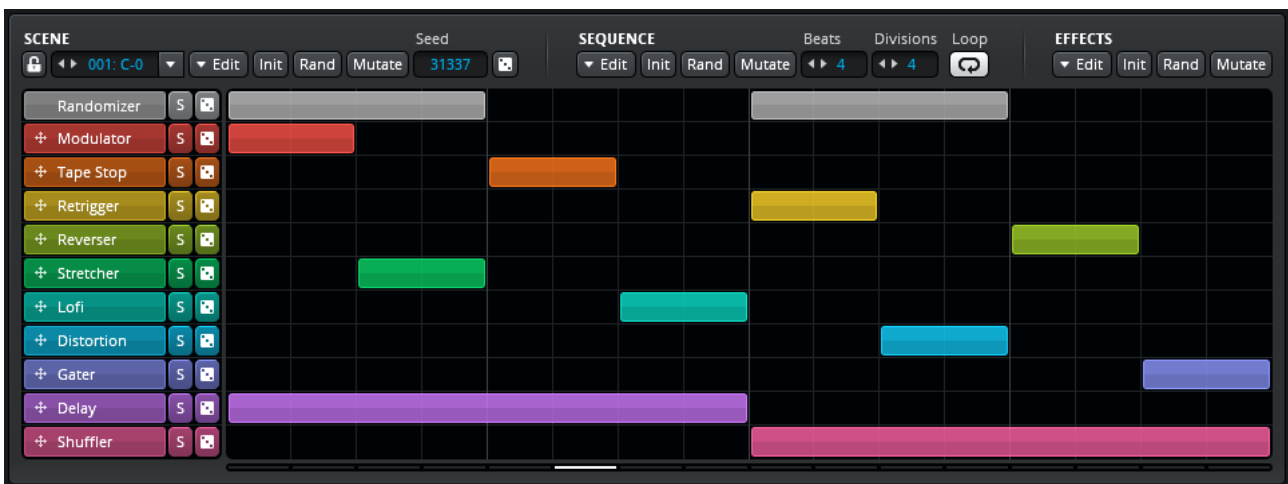 SCENE Seed SEQUENCE Beats Divisions Loop EFFECTS
001: C-0 Edit Init Rand Mutate 31337 Edit Init Rand Mutate 4 4 Edit Init Rand Mutate
Randomizer S
Modulator S
Tape Stop S
Retrigger S
Reverser S
Stretcher S
Lofi S
Distortion S
Gater S
Delay S
Shuffler S